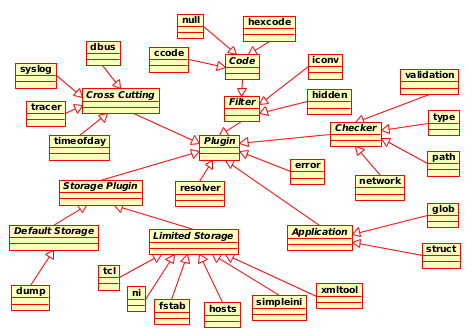 null
hexcode
dbus
ccode
Code
iconv
syslog
validation
Cross Cutting
hidden
tracer
Filter
type
timeofday
Plugin
Checker
path
error
Storage Plugin
resolver
network
glob
Default Storage
Limited Storage
Application
struct
tcl
dump
ni
fstab
hosts
simpleini
xmltool